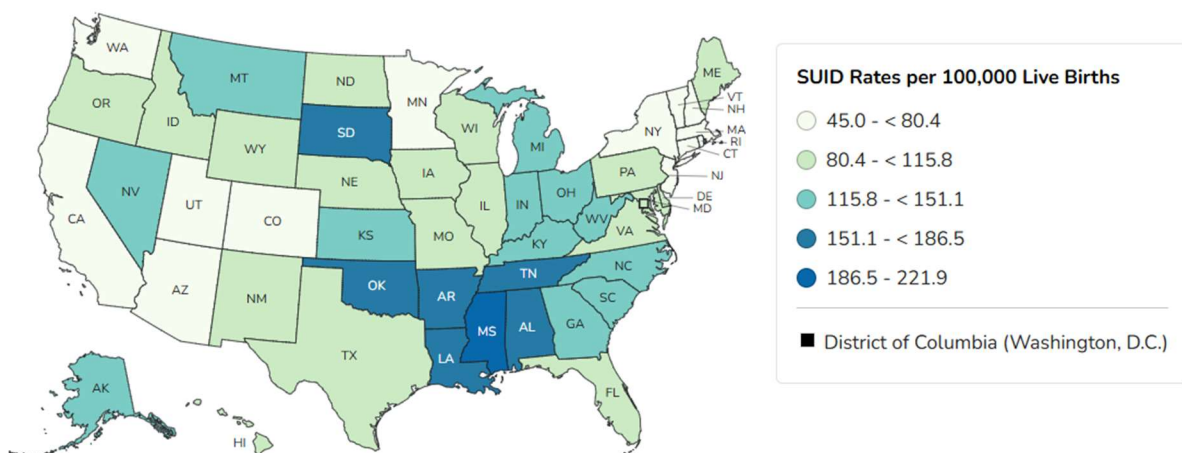 WA
MT
ND
MN
ME
VT
NH
OR
ID
SD
WI
NY
MA
RI
CT
WY
MI
IA
PA
NJ
NE
NV
UT
CO
IL
IN
OH
DE
MD
CA
KS
MO
WV
VA
KY
NC
TN
OK
AR
AZ
NM
SC
MS
AL
GA
TX
LA
AK
FL
HI
SUID Rates per 100,000 Live Births
45.0 - < 80.4
80.4 - < 115.8
115.8 - < 151.1
151.1 - < 186.5
186.5 - 221.9
District of Columbia (Washington, D.C.)